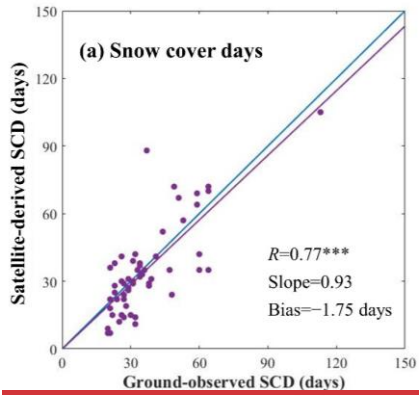 (a) Snow cover days
Satellite-derived SCD (days)
150
120
90
60
30
0
R=0.77***
Slope=0.93
Bias=−1.75 days
0 30 60 90 120 150
Ground-observed SCD (days)